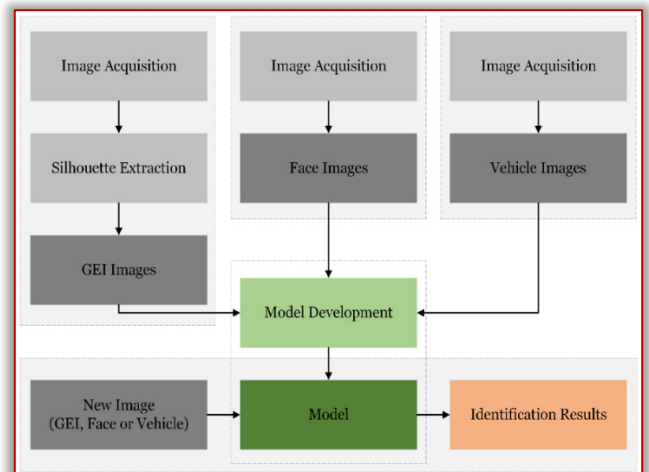 Image Acquisition
Image Acquisition
Image Acquisition
Silhouette Extraction
Face Images
Vehicle Images
GEI Images
Model Development
New Image
(GEI, Face or Vehicle)
Model
Identification Results